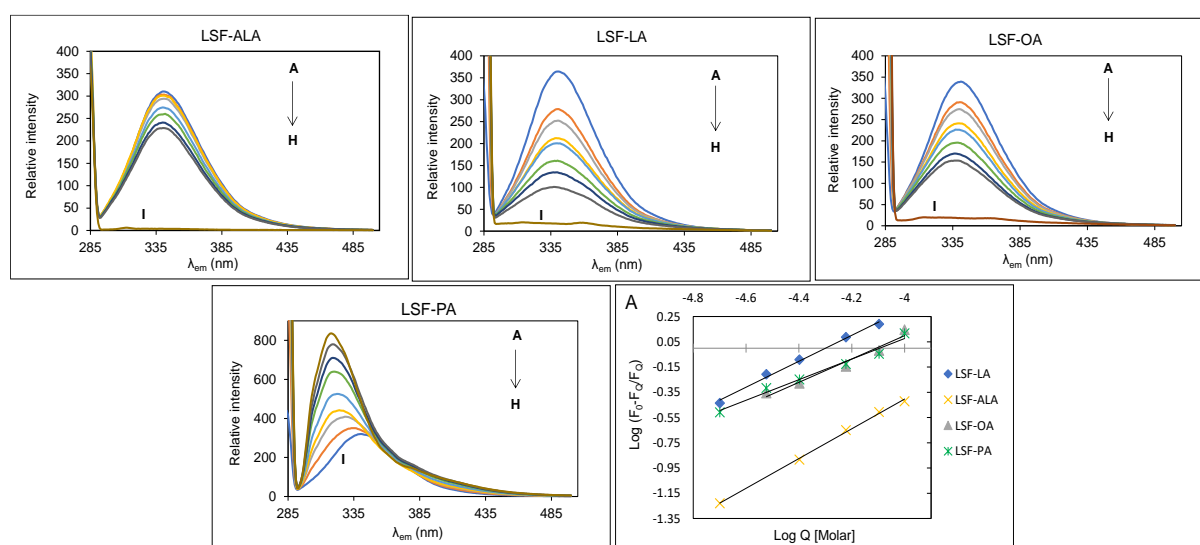 LSF-ALA
400
350
300
250
200
150
100
50
0
Relative intensity
A
H
I
285 335 385 435 485
λem (nm)
LSF-LA
400
350
300
250
200
150
100
50
0
Relative intensity
A
H
I
285 335 385 435 485
λem (nm)
LSF-OA
400
350
300
250
200
150
100
50
0
Relative intensity
A
H
I
285 335 385 435 485
λem (nm)
LSF-PA
800
600
400
200
0
Relative intensity
A
H
I
285 335 385 435 485
λem (nm)
A
-4.8 -4.6 -4.4 -4.2 -4
0.25
0.05
-0.15
-0.35
-0.55
-0.75
-0.95
-1.15
-1.35
Log (F0-FQ/FQ)
Log Q [Molar]
LSF-LA
LSF-ALA
LSF-OA
LSF-PA